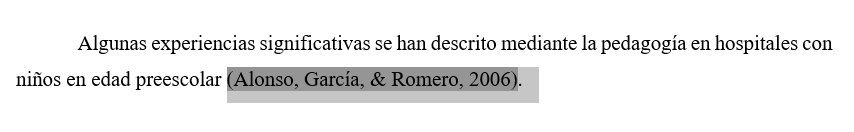 Algunas experiencias significativas se han descrito mediante la pedagogía en hospitales con
niños en edad preescolar (Alonso, García, & Romero, 2006).